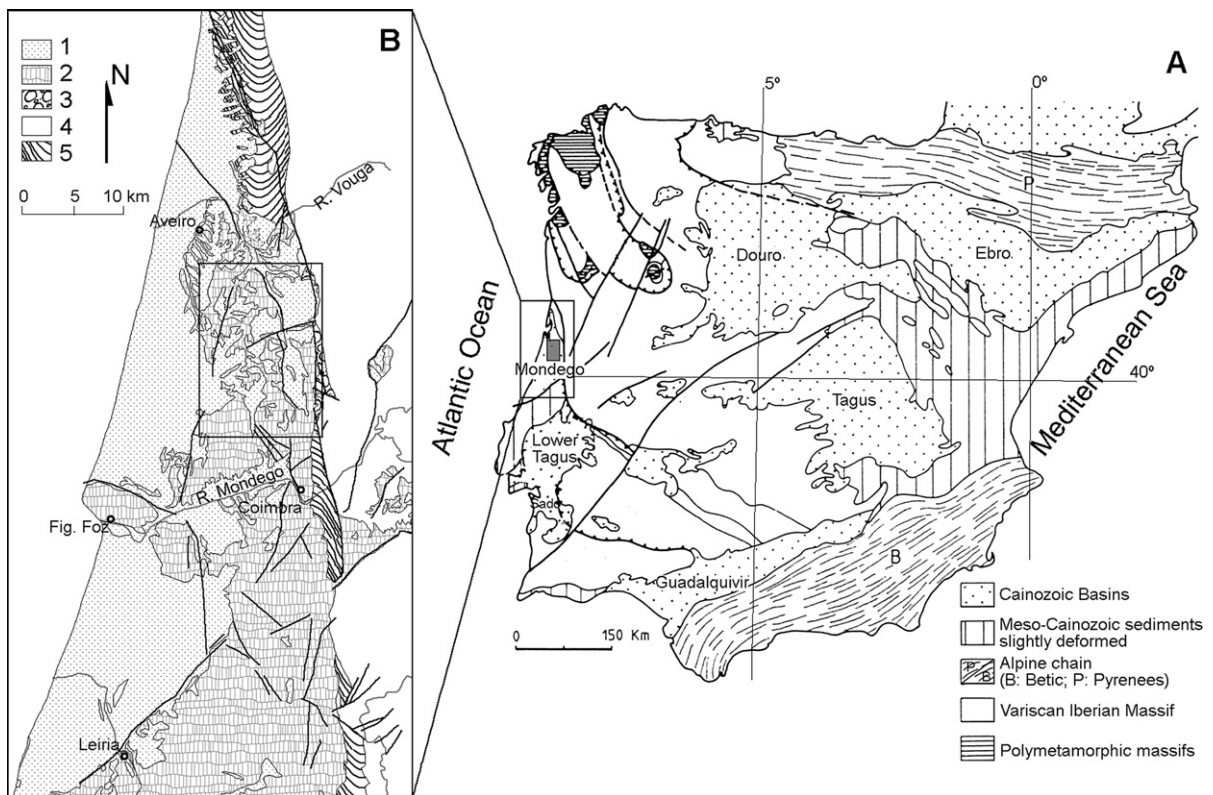 B
1
2
3
4
5
N
0 5 10 km
R. Vouga
Aveiro
R. Mondego
Coimbra
Fig. Foz
Leiria
A
5º
0º
P
Douro
Ebro
Atlantic Ocean
Mondego
40º
Tagus
Mediterranean Sea
Lower
Tagus
Sado
B
Guadalquivir
0 150 Km
Cainozoic Basins
Meso-Cainozoic sediments
slightly deformed
P
B
Alpine chain
(B: Betic; P: Pyrenees)
Variscan Iberian Massif
Polymetamorphic massifs